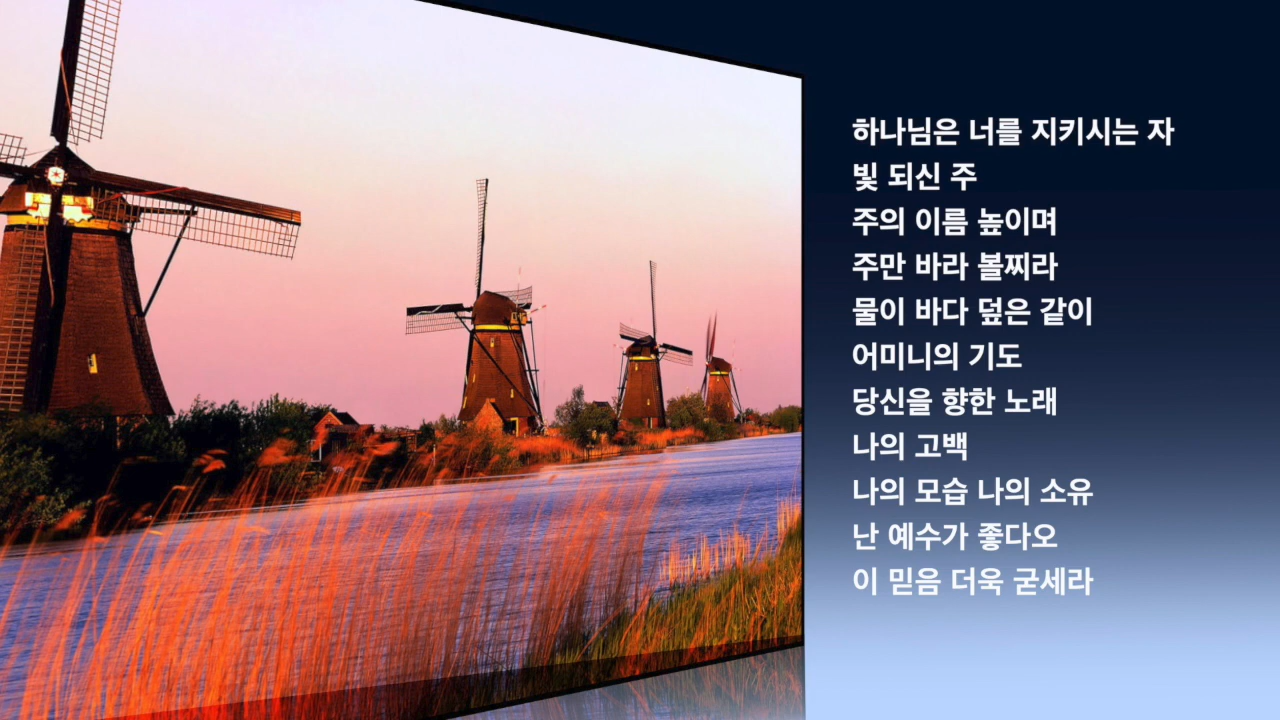 하나님은 너를 지키시는 자
빛 되신 주
주의 이름 높이며
주만 바라 볼찌라
물이 바다 덮은 같이
어미니의 기도
당신을 향한 노래
나의 고백
나의 모습 나의 소유
난 예수가 좋다오
이 믿음 더욱 굳세라